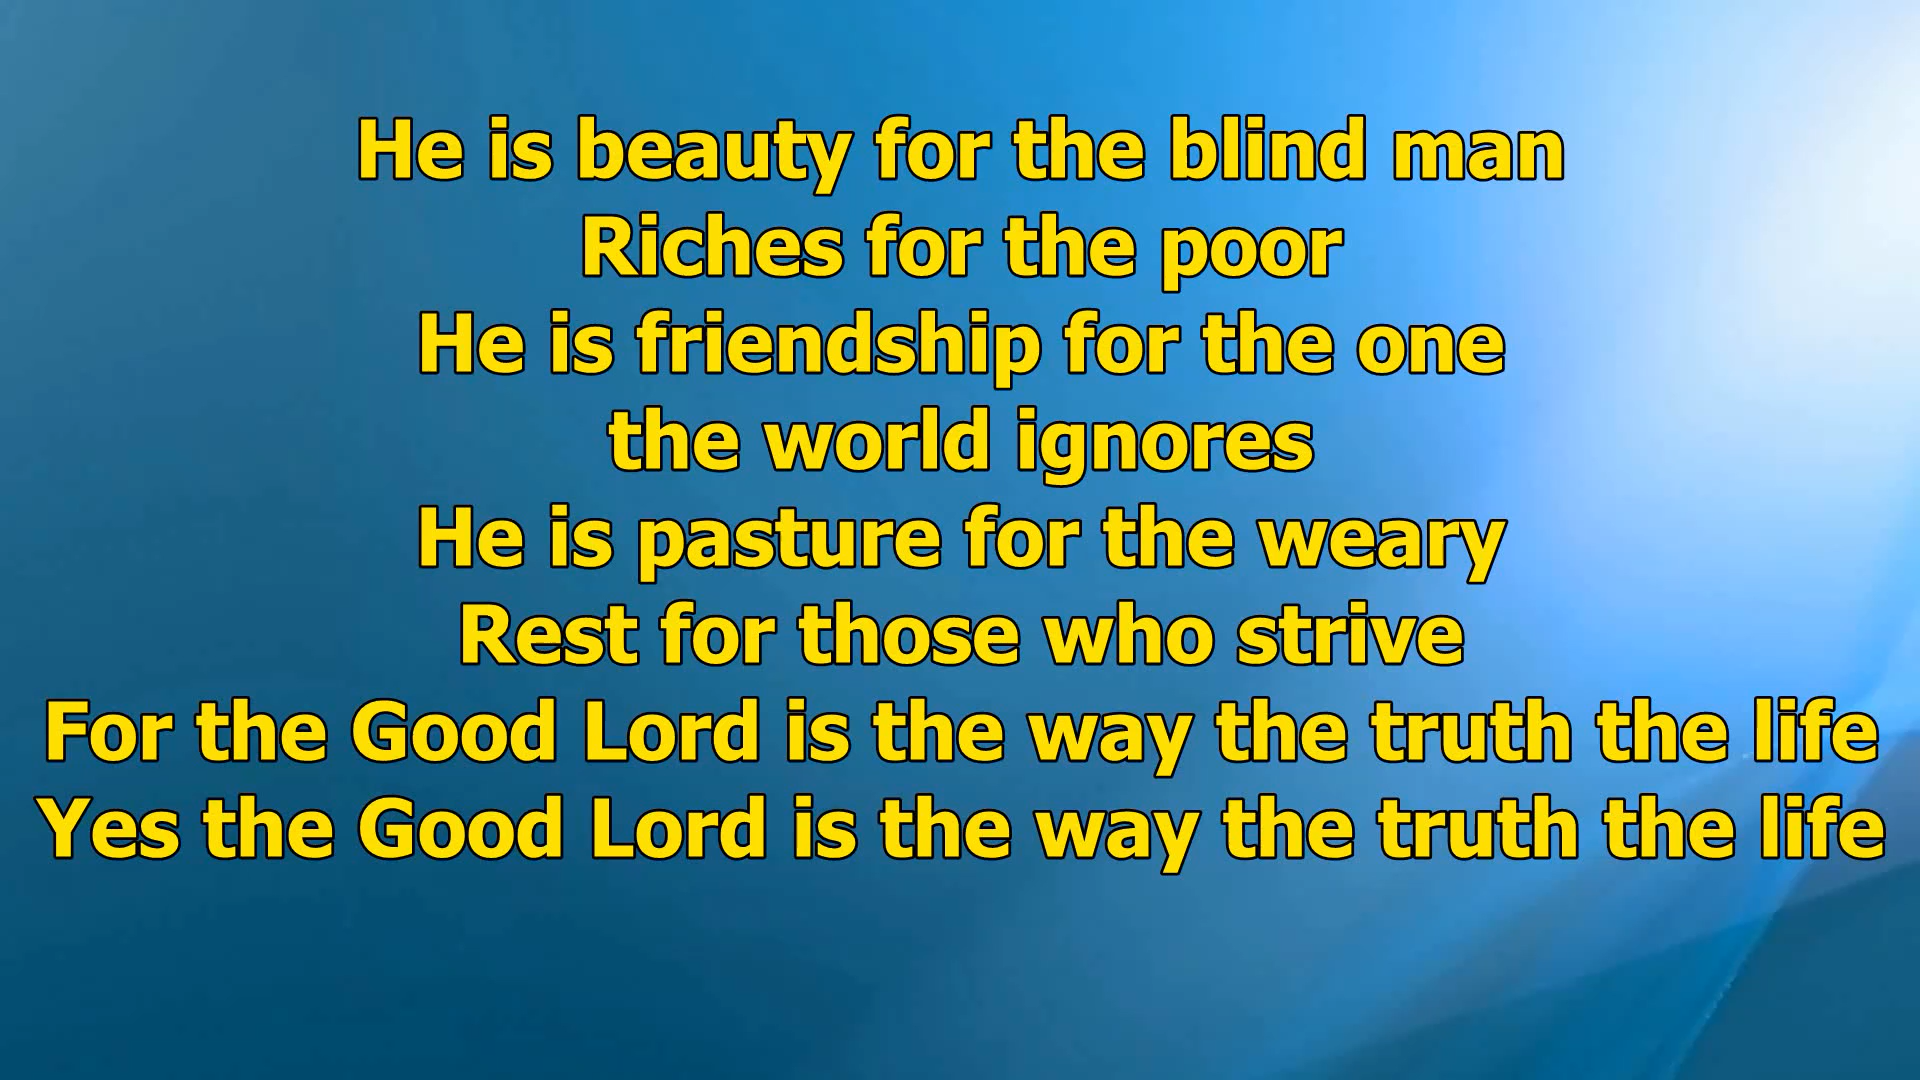 He is beauty for the blind man
Riches for the poor
He is friendship for the one
the world ignores
He is pasture for the weary
Rest for those who strive
For the Good Lord is the way the truth the life
Yes the Good Lord is the way the truth the life